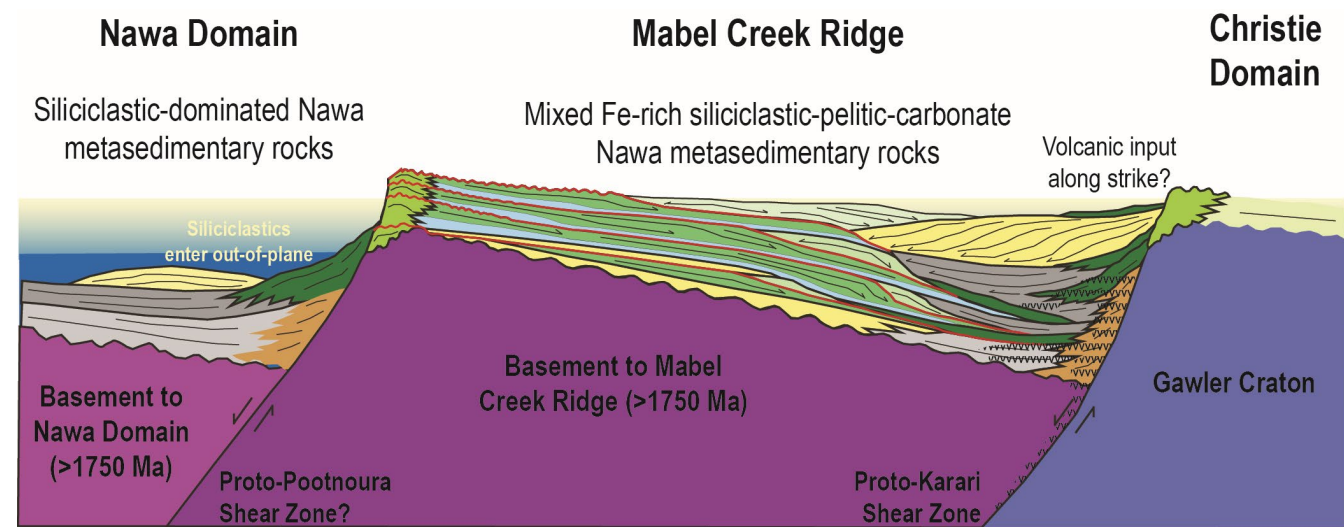 Nawa Domain
Mabel Creek Ridge
Christie
Domain
Siliciclastic-dominated Nawa
metasedimentary rocks
Mixed Fe-rich siliciclastic-pelitic-carbonate
Nawa metasedimentary rocks
Volcanic input
along strike?
Siliciclastics
enter out-of-plane
Basement to
Nawa Domain
(>1750 Ma)
Basement to Mabel
Creek Ridge (>1750 Ma)
Gawler Craton
Proto-Pootnoura
Shear Zone?
Proto-Karari
Shear Zone